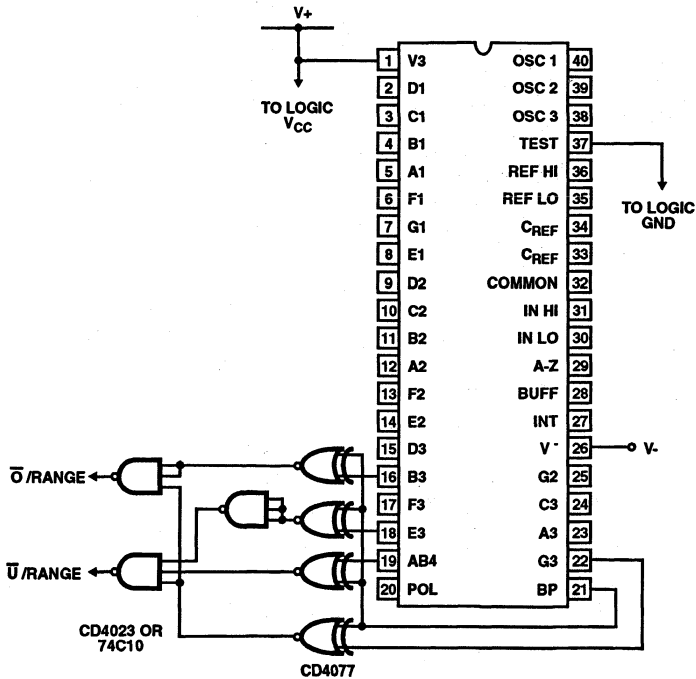 V+
TO LOGIC
VCC
1 V3 OSC 1 40
2 D1 OSC 2 39
3 C1 OSC 3 38
4 B1 TEST 37
5 A1 REF HI 36
6 F1 REF LO 35
7 G1 CREF 34
8 E1 CREF 33
9 D2 COMMON 32
10 C2 IN HI 31
11 B2 IN LO 30
12 A2 A-Z 29
13 F2 BUFF 28
14 E2 INT 27
15 D3 V- 26
16 B3 G2 25
17 F3 C3 24
18 E3 A3 23
19 AB4 G3 22
20 POL BP 21
TO LOGIC
GND
V-
O̅ /RANGE
U̅ /RANGE
CD4023 OR
74C10
CD4077